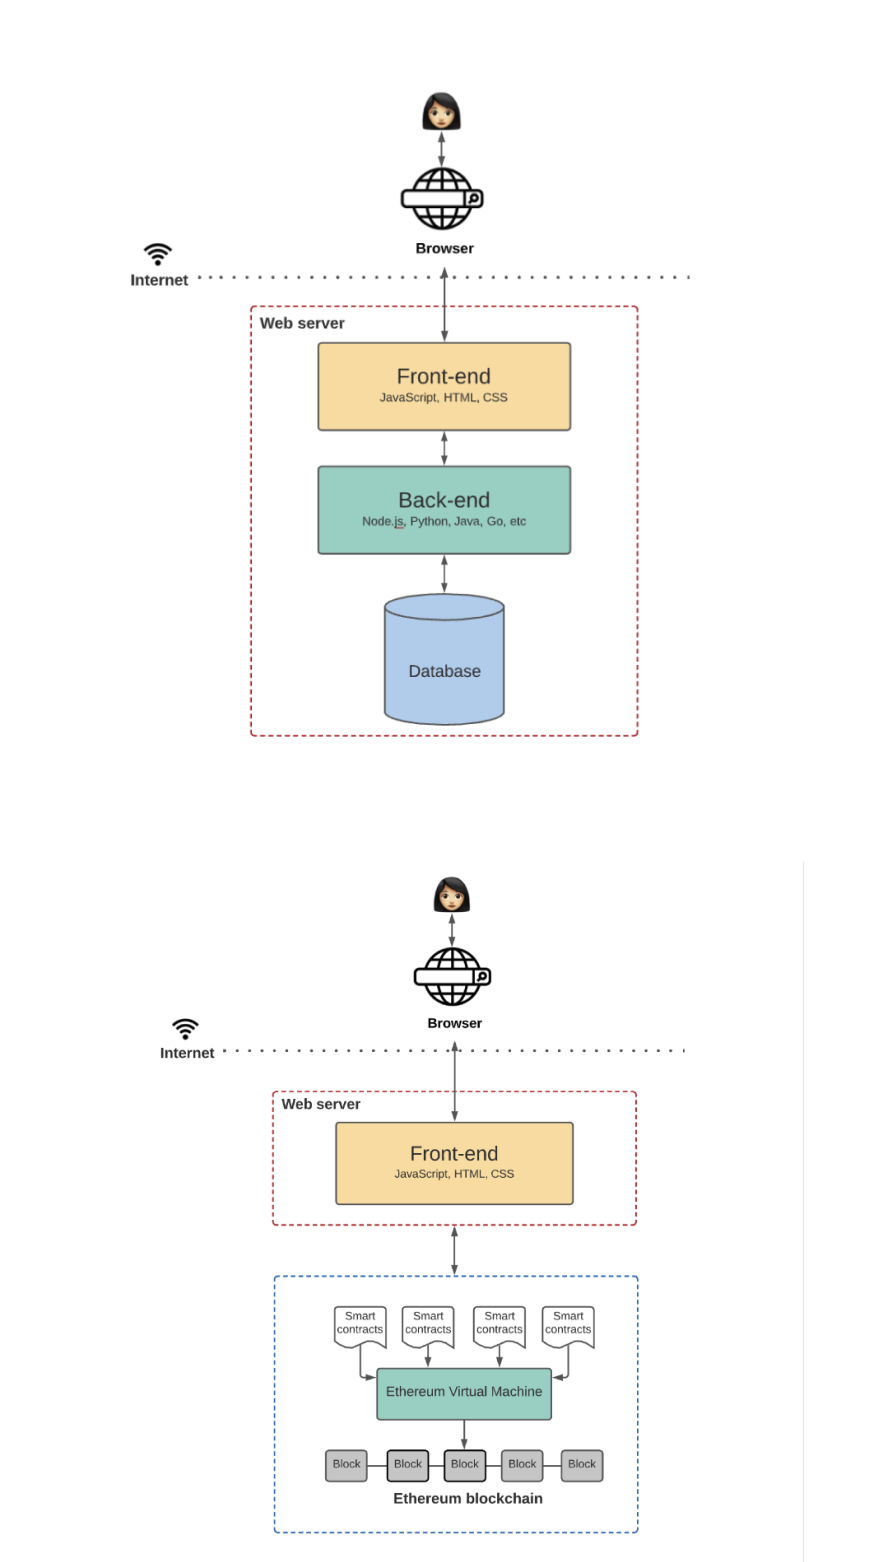 Browser
Internet
Web server
Front-end
JavaScript, HTML, CSS
Back-end
Node.js, Python, Java, Go, etc
Database
Browser
Internet
Web server
Front-end
JavaScript, HTML, CSS
Smart
contracts
Smart
contracts
Smart
contracts
Smart
contracts
Ethereum Virtual Machine
Block
Block
Block
Block
Block
Ethereum blockchain